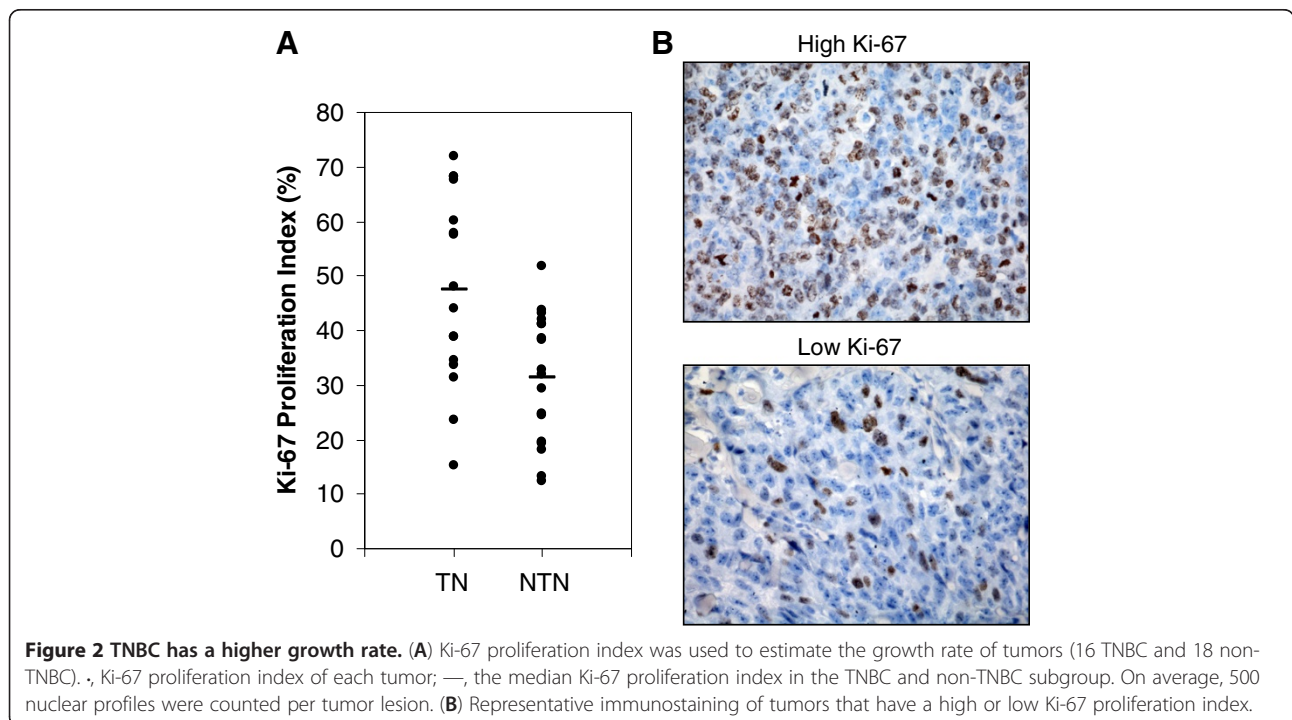 A
B
High Ki-67
Ki-67 Proliferation Index (%)
80
70
60
50
40
30
20
10
0
TN NTN
Low Ki-67
Figure 2 TNBC has a higher growth rate. (A) Ki-67 proliferation index was used to estimate the growth rate of tumors (16 TNBC and 18 non-
TNBC). ·, Ki-67 proliferation index of each tumor; —, the median Ki-67 proliferation index in the TNBC and non-TNBC subgroup. On average, 500
nuclear profiles were counted per tumor lesion. (B) Representative immunostaining of tumors that have a high or low Ki-67 proliferation index.